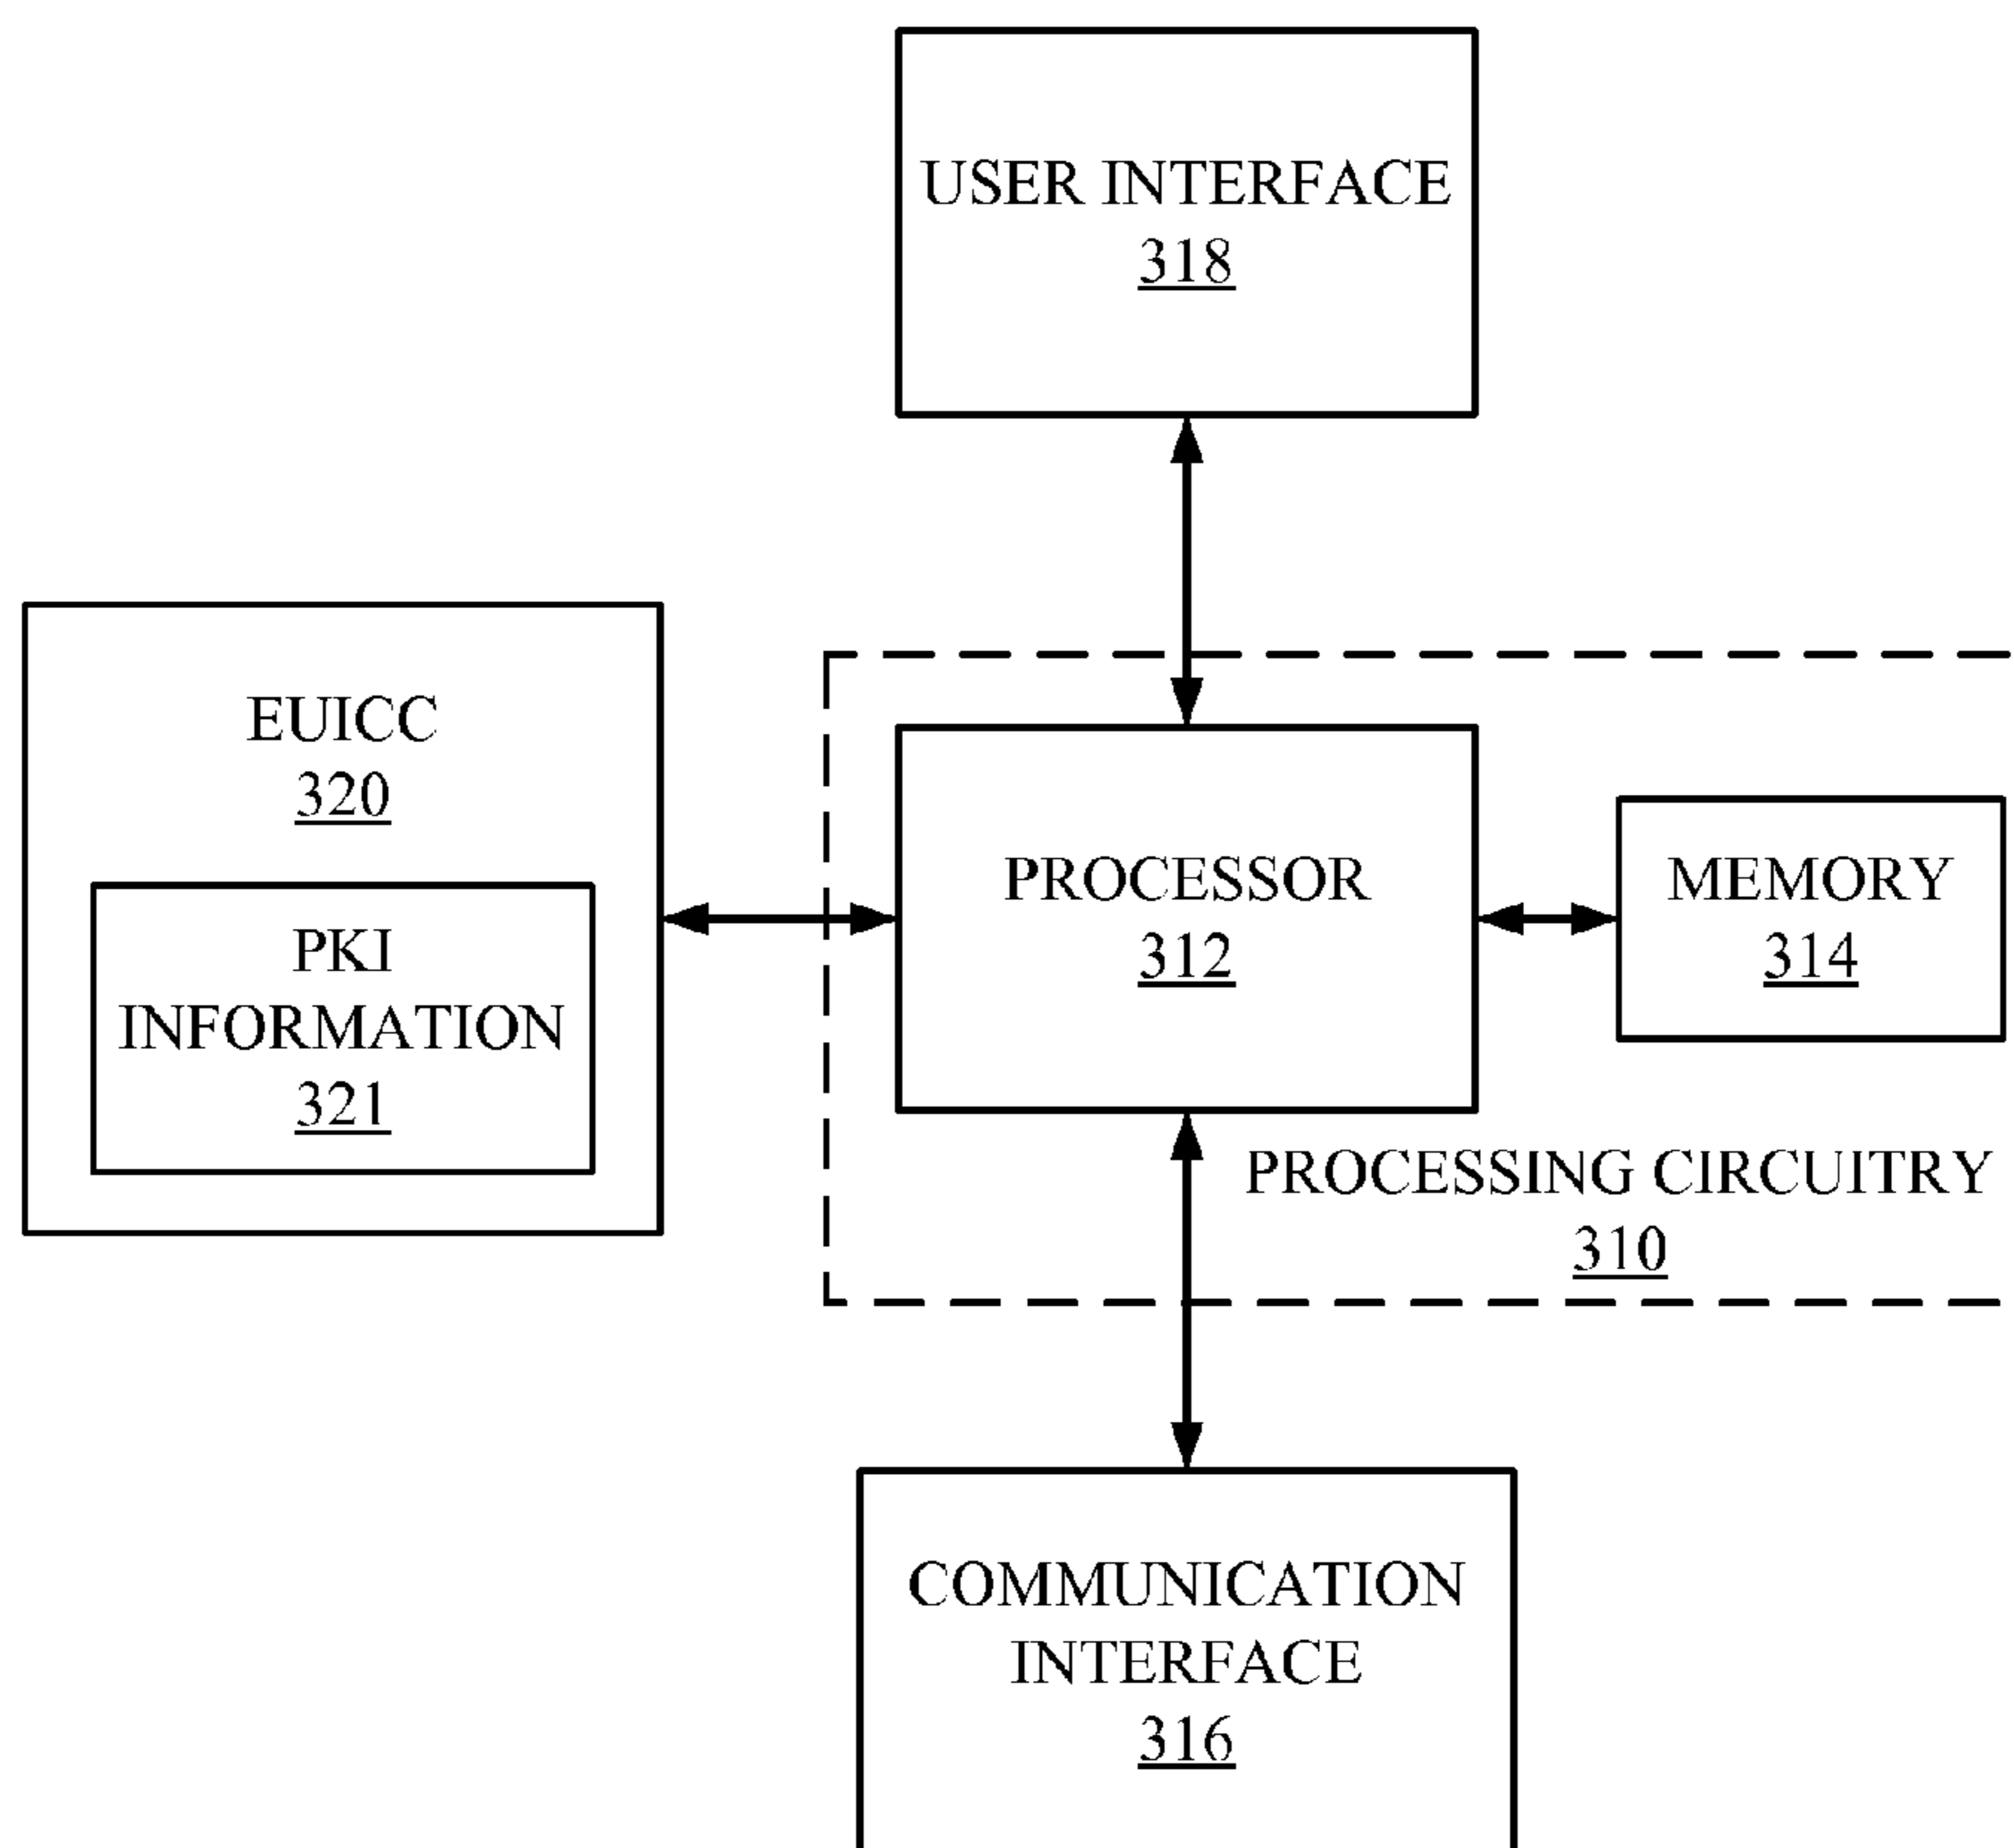 USER INTERFACE
318
EUICC
320
PKI
INFORMATION
321
PROCESSOR
312
MEMORY
314
PROCESSING CIRCUITRY
310
COMMUNICATION
INTERFACE
316